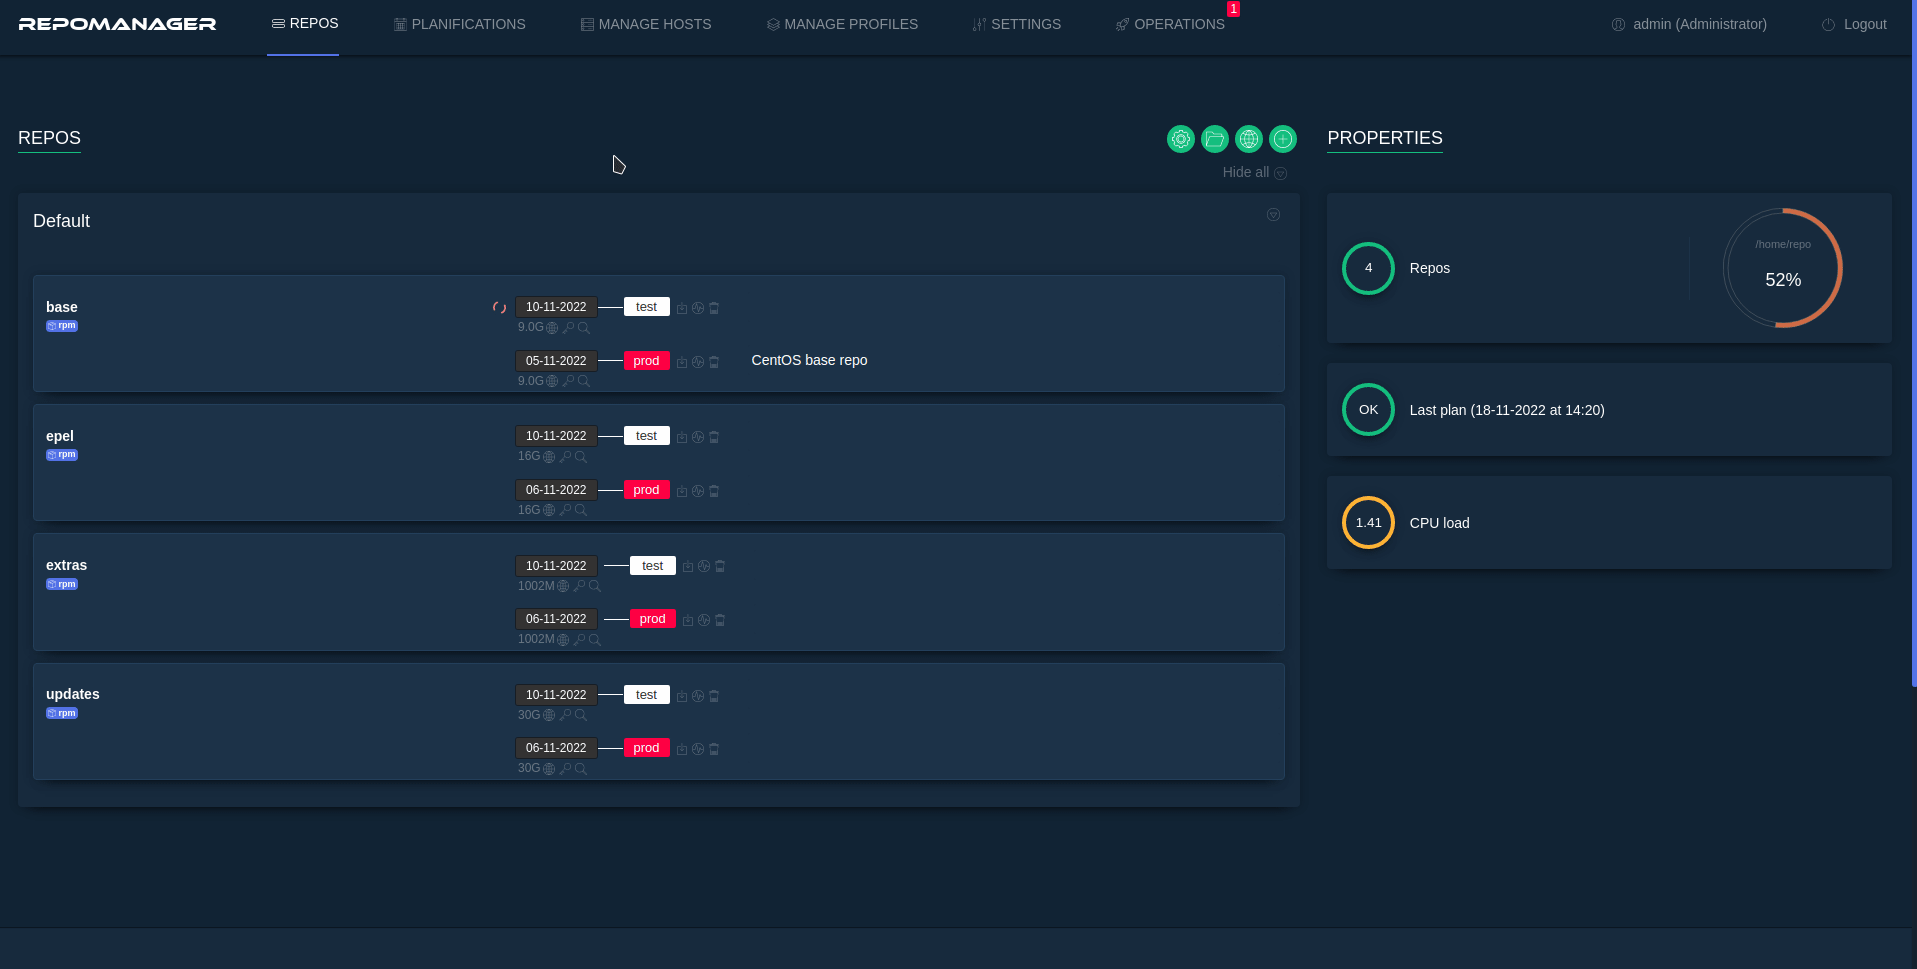 REPOMANAGER
REPOS
PLANIFICATIONS
MANAGE HOSTS
MANAGE PROFILES
SETTINGS
OPERATIONS
1
admin (Administrator)
Logout
REPOS
Hide all
Default
base
rpm
10-11-2022
test
9.0G
05-11-2022
prod
CentOS base repo
9.0G
epel
rpm
10-11-2022
test
16G
06-11-2022
prod
16G
extras
rpm
10-11-2022
test
1002M
06-11-2022
prod
1002M
updates
rpm
10-11-2022
test
30G
06-11-2022
prod
30G
PROPERTIES
4
Repos
/home/repo
52%
OK
Last plan (18-11-2022 at 14:20)
1.41
CPU load